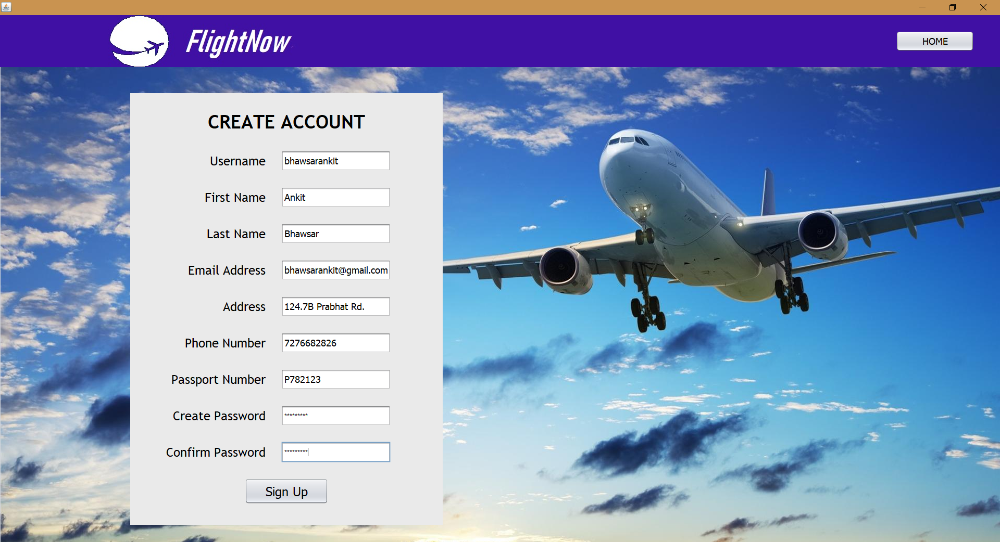 FlightNow
HOME
CREATE ACCOUNT
Username bhawsarankit
First Name Ankit
Last Name Bhawsar
Email Address bhawsarankit@gmail.com
Address 124.7B Prabhat Rd.
Phone Number 7276682826
Passport Number P782123
Create Password *********
Confirm Password *********
Sign Up